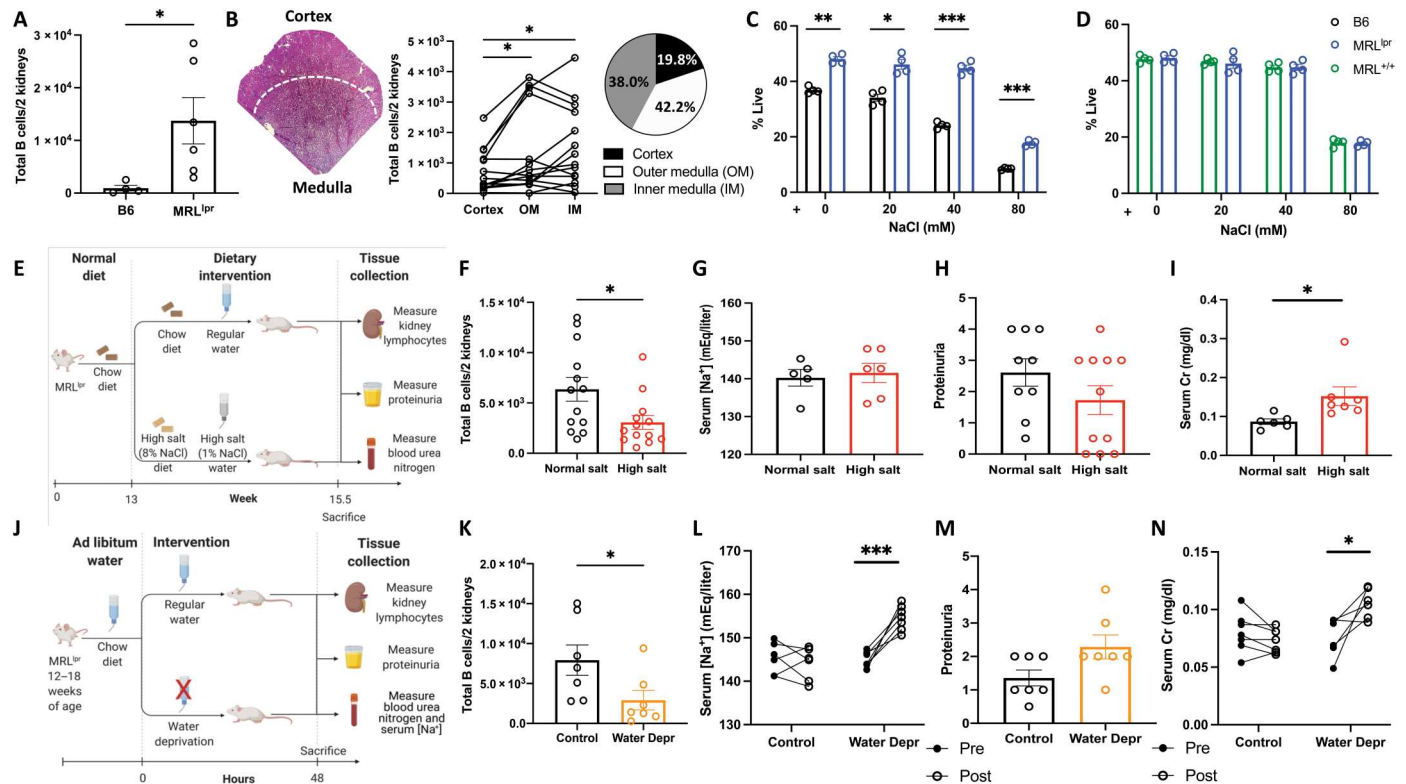 A
Total B cells/2 kidneys
3 × 10⁴
2 × 10⁴
1 × 10⁴
0
*
B6
MRL^lpr
B
Cortex
Medulla
Total B cells/2 kidneys
5 × 10³
4 × 10³
3 × 10³
2 × 10³
1 × 10³
0
*
*
Cortex
OM
IM
19.8%
38.0%
42.2%
Cortex
Outer medulla (OM)
Inner medulla (IM)
C
% Live
60
40
20
0
**
*
***
***
+
0
20
40
80
NaCl (mM)
D
% Live
60
40
20
0
+
0
20
40
80
NaCl (mM)
B6
MRL^lpr
MRL^+/+
E
Normal
diet
Dietary
intervention
Tissue
collection
MRL^lpr
Chow
diet
Chow
diet
Regular
water
High salt
(8% NaCl)
diet
High salt
(1% NaCl)
water
Measure
kidney
lymphocytes
Measure
proteinuria
Measure
blood urea
nitrogen
0
13
Week
15.5
Sacrifice
F
Total B cells/2 kidneys
1.5 × 10⁴
1.0 × 10⁴
5.0 × 10³
0.0
*
Normal salt
High salt
G
Serum [Na⁺] (mEq/liter)
160
150
140
130
120
Normal salt
High salt
H
Proteinuria
5
4
3
2
1
0
Normal salt
High salt
I
Serum Cr (mg/dl)
0.4
0.3
0.2
0.1
0.0
*
Normal salt
High salt
J
Ad libitum
water
Intervention
Tissue
collection
MRL^lpr
12–18
weeks
of age
Chow
diet
Regular
water
X
Water
deprivation
Measure
kidney
lymphocytes
Measure
proteinuria
Measure
blood urea
nitrogen and
serum [Na⁺]
Sacrifice
0
Hours
48
K
Total B cells/2 kidneys
2.0 × 10⁴
1.5 × 10⁴
1.0 × 10⁴
5.0 × 10³
0.0
*
Control
Water Depr
L
Serum [Na⁺] (mEq/liter)
170
160
150
140
130
***
Control
Water Depr
Pre
Post
M
Proteinuria
5
4
3
2
1
0
Control
Water Depr
N
Serum Cr (mg/dl)
0.15
0.10
0.05
0.00
*
Control
Water Depr
Pre
Post